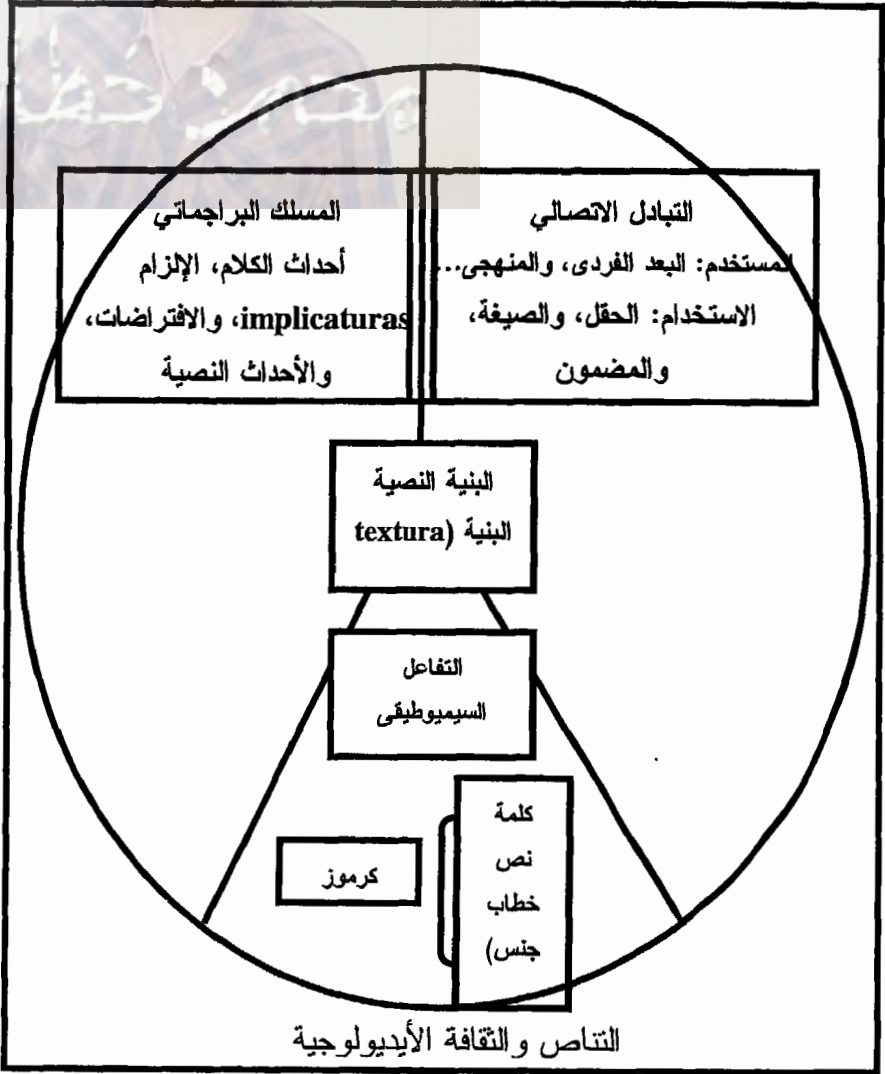 التبادل الاتصالي
المستخدم: البعد الفردى، والمنهجى...
الاستخدام: الحقل، والصيغة،
والمضمون
المسلك البراجماتي
أحداث الكلام، الإلزام
implicaturas، والافتراضات،
والأحداث النصية
البنية النصية
البنية (textura
التفاعل
السيميوطيقى
كلمة
نص
خطاب
جنس)
كرموز
التناص والثقافة الأيديولوجية